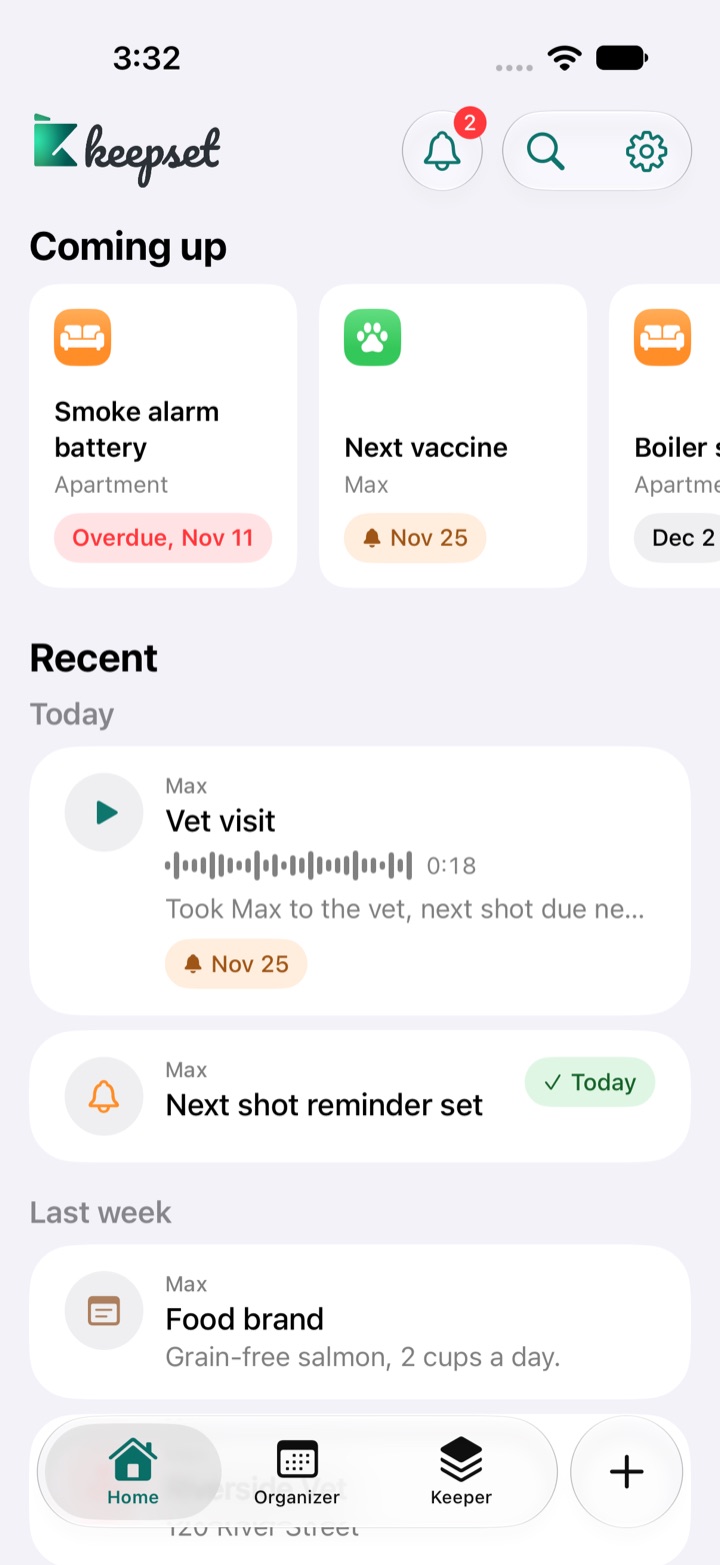 3:32
keepset
2
Coming up
Smoke alarm
battery
Apartment
Overdue, Nov 11
Next vaccine
Max
Nov 25
Boiler
Dec 2
Recent
Today
Max
Vet visit
0:18
Took Max to the vet, next shot due ne...
Nov 25
Max
Next shot reminder set
✓ Today
Last week
Max
Food brand
Grain-free salmon, 2 cups a day.
Riverside Vet
120 River Street
Home
Organizer
Keeper